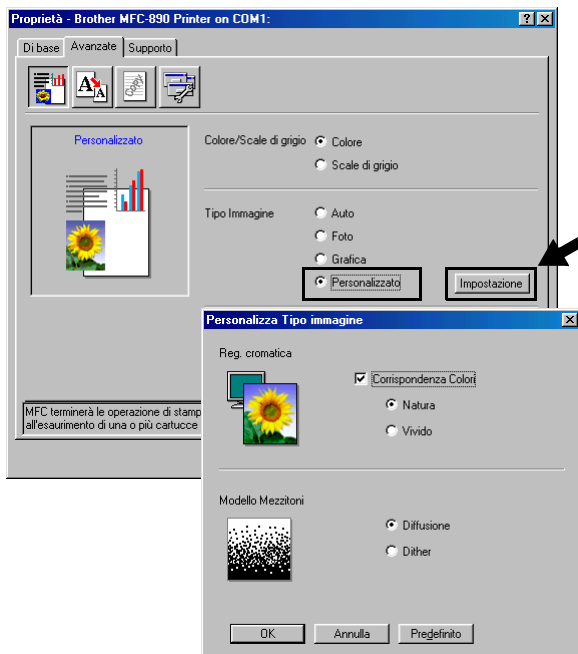 Proprietà - Brother MFC-890 Printer on COM1:
Di base Avanzate Supporto
Personalizzato
Colore/Scale di grigio
Colore
Scale di grigio
Tipo Immagine
Auto
Foto
Grafica
Personalizzato
Impostazione
MFC terminerà le operazione di stamp
all'esaurimento di una o più cartucce
Personalizza Tipo immagine
Reg. cromatica
Corrispondenza Colori
Natura
Vivido
Modello Mezzitoni
Diffusione
Dither
OK Annulla Predefinito